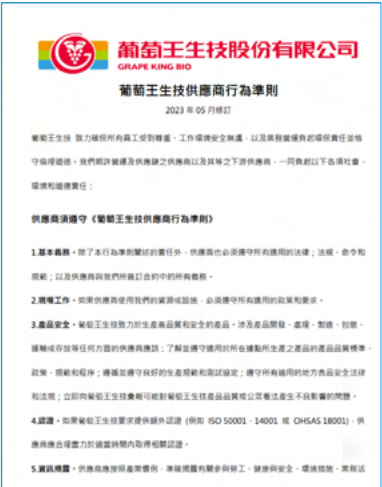 葡萄王生技股份有限公司
GRAPE KING BIO
葡萄王生技供應商行為準則
2023 年 05 月修訂
葡萄王生技 致力確保所有員工受到尊重、工作環境安全無虞,以及業務營運負起環保責任並恪
守倫理道德。我們期許營運及供應鏈之供應商以及其等之下游供應商,一同負起以下各項社會、
環境和道德責任:
供應商須遵守《葡萄王生技供應商行為準則》
1.基本義務。除了本行為準則闡述的責任外,供應商也必須遵守所有適用的法律;法規、命令和
規範;以及供應商與我們所簽訂合約中的所有義務。
2.現場工作。如果供應商使用我們的資源或設施,必須遵守所有適用的政策和要求。
3.產品安全。葡萄王生技致力於生產高品質和安全的產品。涉及產品開發、處理、製造、包裝、
運輸或存放等任何方面的供應商應該:了解並遵守適用於所在據點所生產之產品的產品品質標準、
政策、規範和程序;遵循並遵守良好的生產規範和測試協定;遵守所有適用的地方食品安全法律
和法規;立即向葡萄王生技彙報可能對葡萄王生技產品品質或公眾看法產生不良影響的問題。
4.認證。如果葡萄王生技要求提供額外認證 (例如 ISO 50001、14001 或 OHSAS 18001),供
應商應合理盡力於適當時間內取得相關認證。
5.資訊揭露。供應商應按照產業慣例,準確揭露有關參與勞工、健康與安全、環境措施、業務活